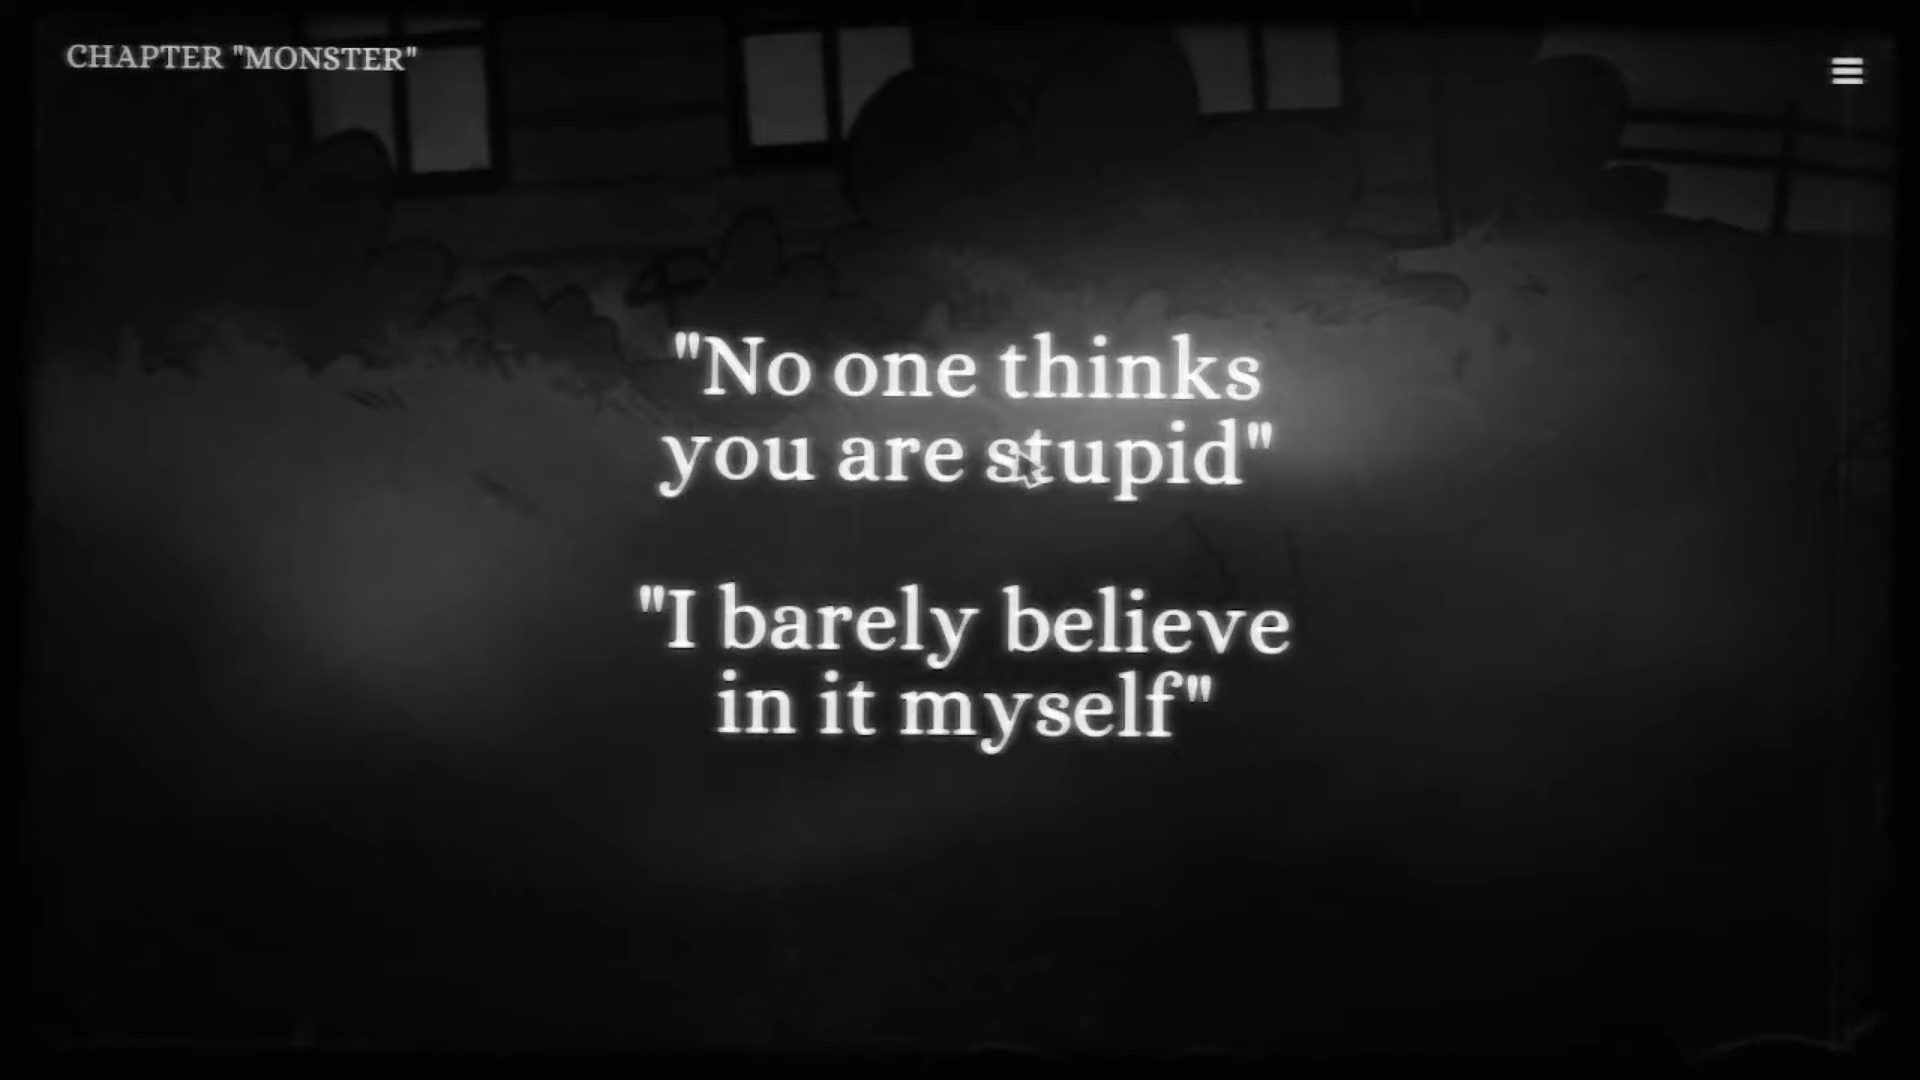 CHAPTER "MONSTER"
"No one thinks
you are stupid"
"I barely believe
in it myself"